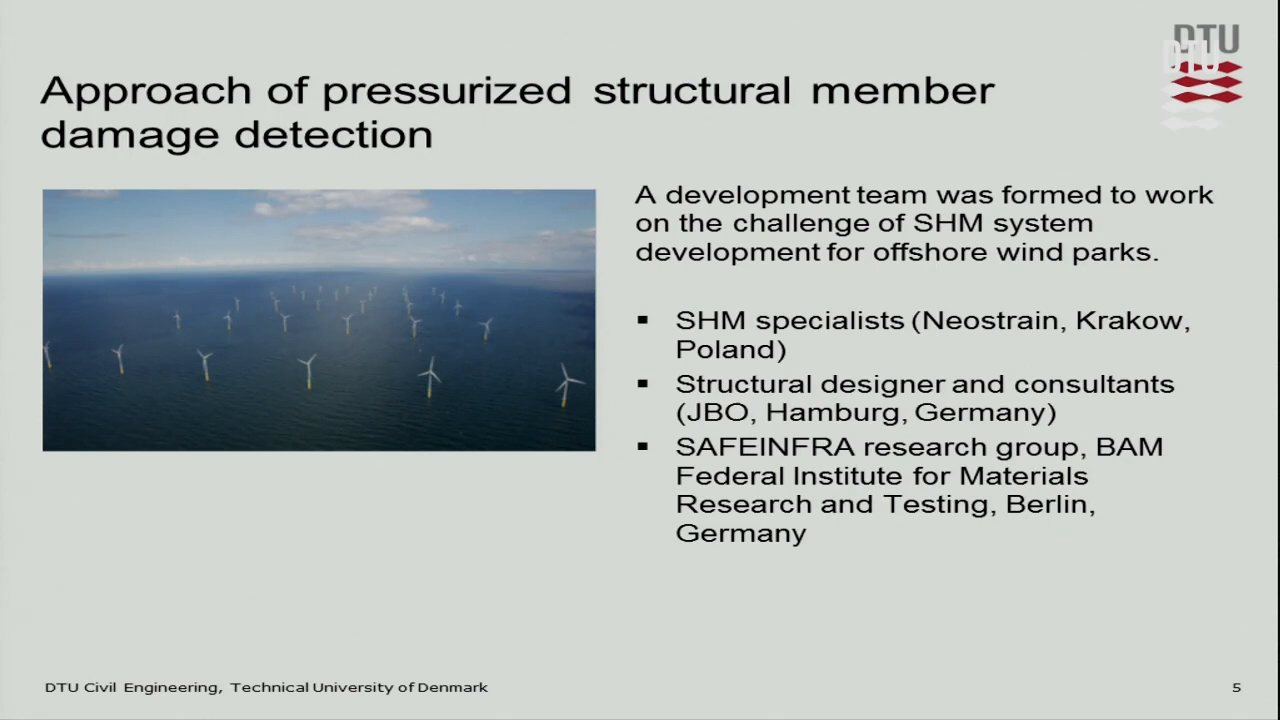 DTU
DTU
Approach of pressurized structural member
damage detection
A development team was formed to work
on the challenge of SHM system
development for offshore wind parks.
▪ SHM specialists (Neostrain, Krakow,
Poland)
▪ Structural designer and consultants
(JBO, Hamburg, Germany)
▪ SAFEINFRA research group, BAM
Federal Institute for Materials
Research and Testing, Berlin,
Germany
DTU Civil Engineering, Technical University of Denmark
5